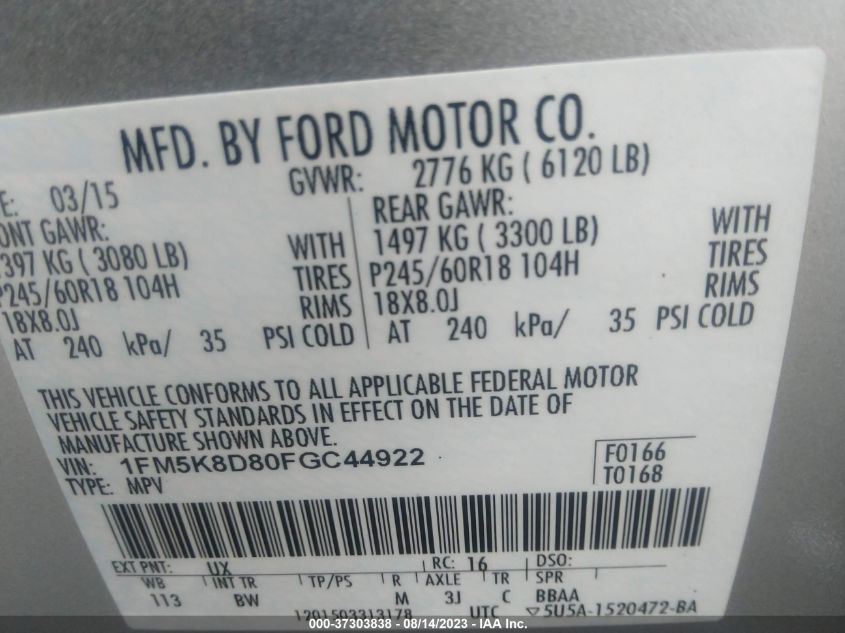 MFD. BY FORD MOTOR CO.
E: 03/15 GVWR: 2776 KG ( 6120 LB)
ONT GAWR: REAR GAWR:
397 KG ( 3080 LB) WITH 1497 KG ( 3300 LB) WITH
P245/60R18 104H TIRES P245/60R18 104H TIRES
18X8.0J RIMS 18X8.0J RIMS
AT 240 kPa/ 35 PSI COLD AT 240 kPa/ 35 PSI COLD
THIS VEHICLE CONFORMS TO ALL APPLICABLE FEDERAL MOTOR
VEHICLE SAFETY STANDARDS IN EFFECT ON THE DATE OF
MANUFACTURE SHOWN ABOVE.
VIN: 1FM5K8D80FGC44922 F0166
TYPE: MPV T0168
EXT PNT: UX RC: 16 DSO:
WB INT TR TP/PS R AXLE TR SPR
113 BW M 3J C BBAA
1201503313178 UTC ▽5U5A-1520472-BA
000-37303838 - 08/14/2023 - IAA Inc.